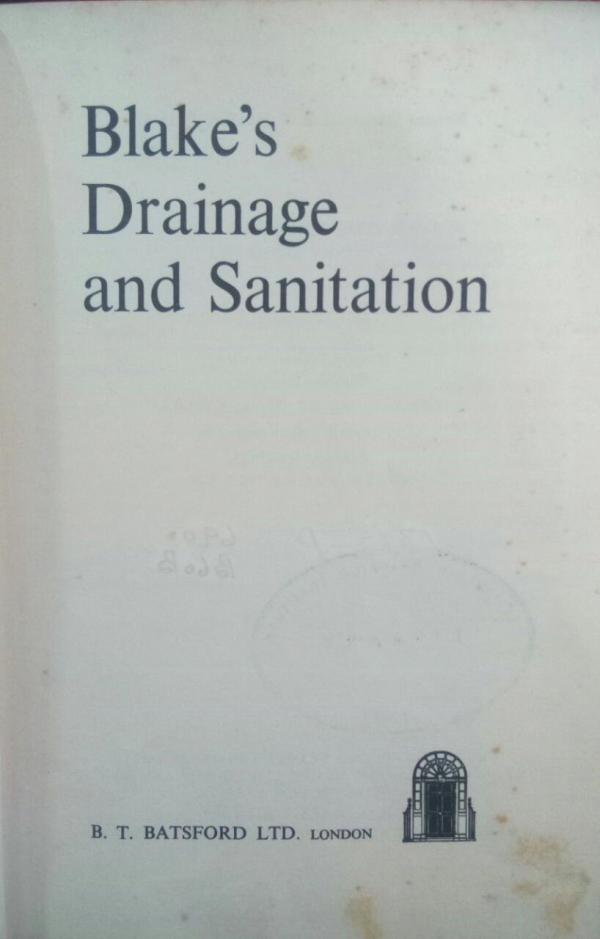 Blake's
Drainage
and Sanitation
B. T. BATSFORD LTD. LONDON